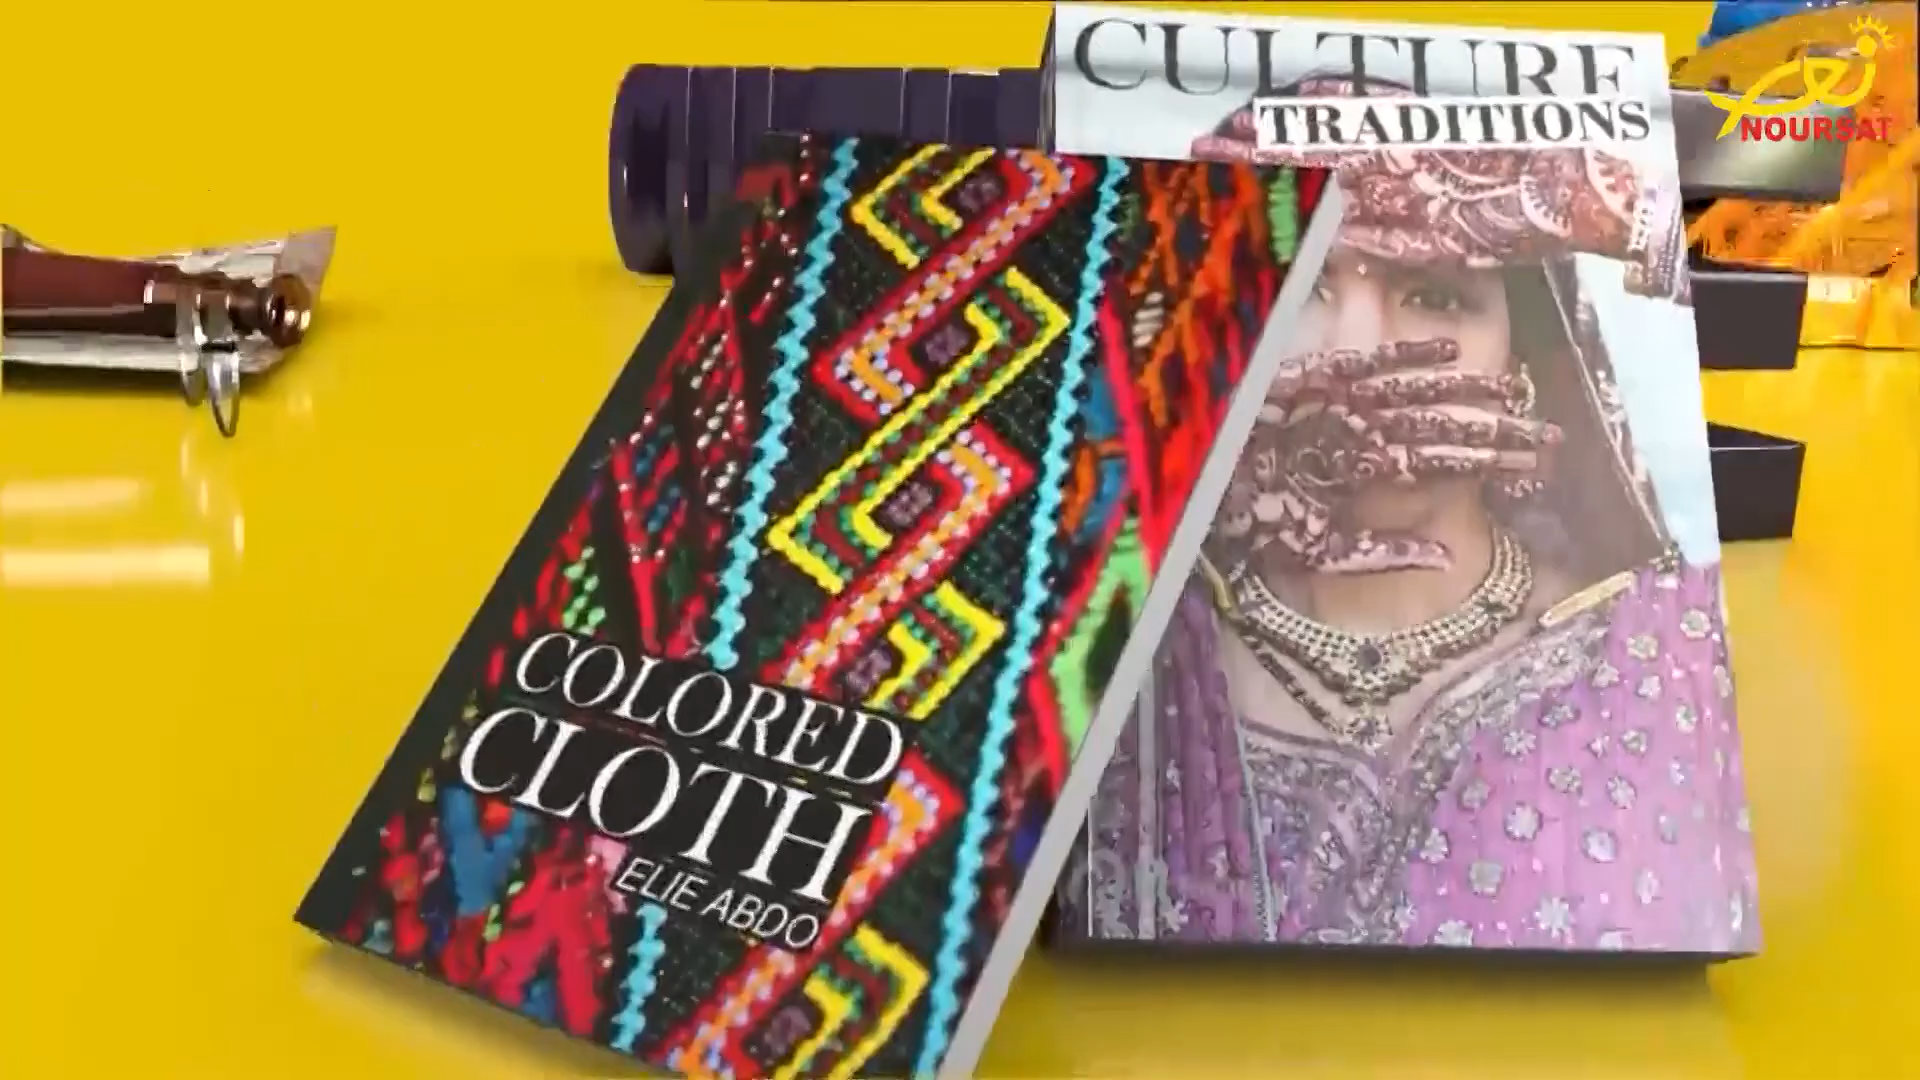 CULTURE
TRADITIONS
NOURSAT
COLORED
CLOTH
ELIE ABDO